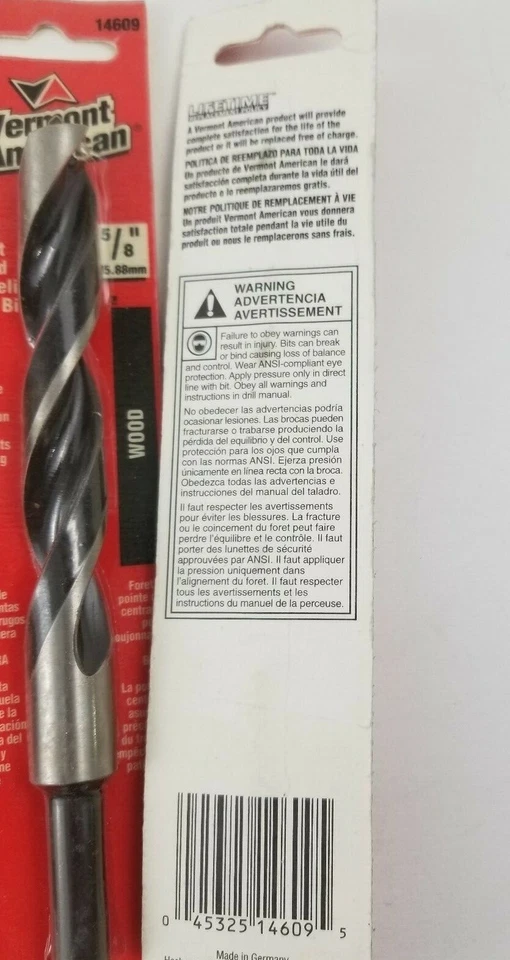 14609
Vermont
American
5/8"
15.88mm
WOOD
Foret
pointe
centra
LIFETIME
A Vermont American product will provide
complete satisfaction for the life of the
product or it will be replaced free of charge.
POLITICA DE REEMPLAZO PARA TODA LA VIDA
Un producto de Vermont American le dará
satisfacción completa durante la vida útil del
producto o le reemplazaremos gratis.
NOTRE POLITIQUE DE REMPLACEMENT À VIE
Un produit Vermont American vous donnera
satisfaction totale pendant la vie utile du
produit ou nous le remplacerons sans frais.
WARNING
ADVERTENCIA
AVERTISSEMENT
Failure to obey warnings can
result in injury. Bits can break
or bind causing loss of balance
and control. Wear ANSI-compliant eye
protection. Apply pressure only in direct
line with bit. Obey all warnings and
instructions in drill manual.
No obedecer las advertencias podría
ocasionar lesiones. Las brocas pueden
fracturarse o trabarse produciendo la
pérdida del equilibrio y del control. Use
protección para los ojos que cumpla
con las normas ANSI. Ejerza presión
únicamente en línea recta con la broca.
Obedezca todas las advertencias e
instrucciones del manual del taladro.
Il faut respecter les avertissements
pour éviter les blessures. La fracture
ou le coincement du foret peut faire
perdre l'équilibre et le contrôle. Il faut
porter des lunettes de sécurité
approuvées par ANSI. Il faut appliquer
la pression uniquement dans
l'alignement du foret. Il faut respecter
tous les avertissements et les
instructions du manuel de la perceuse.
0 45325 14609 5
Made in Germany